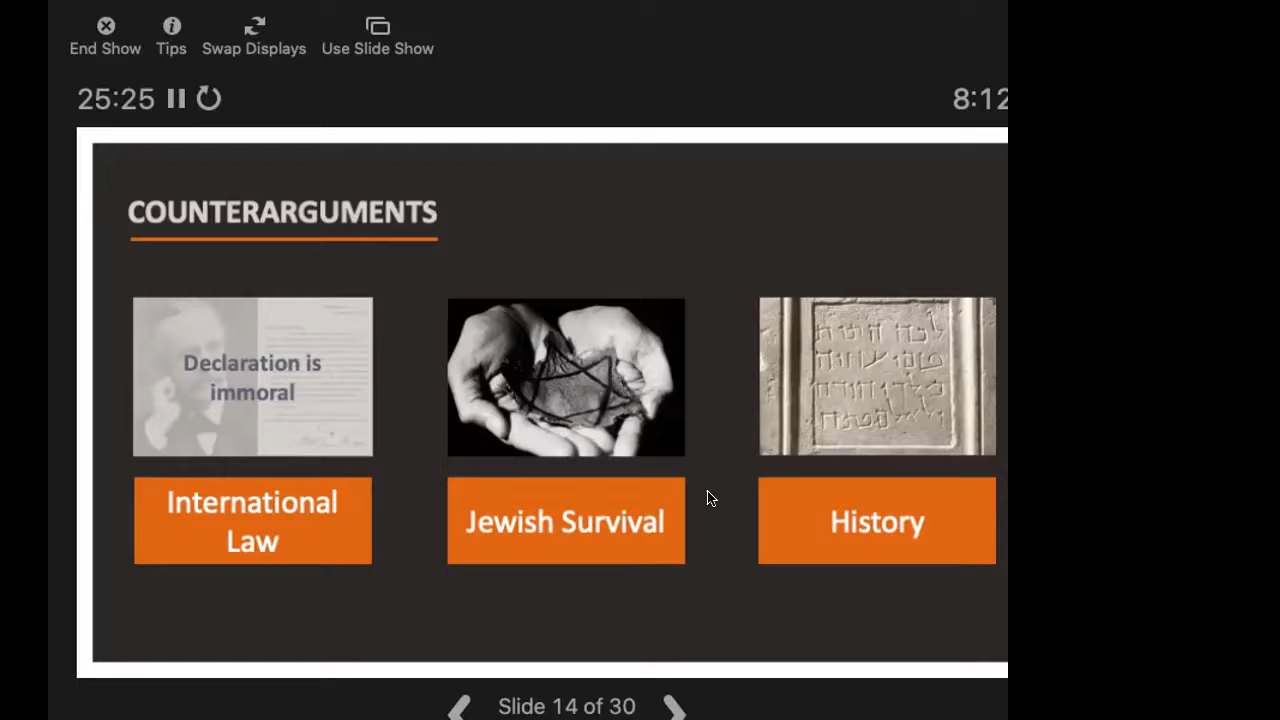 End Show
Tips
Swap Displays
Use Slide Show
25:25
8:12
COUNTERARGUMENTS
Declaration is
immoral
International
Law
Jewish Survival
History
Slide 14 of 30